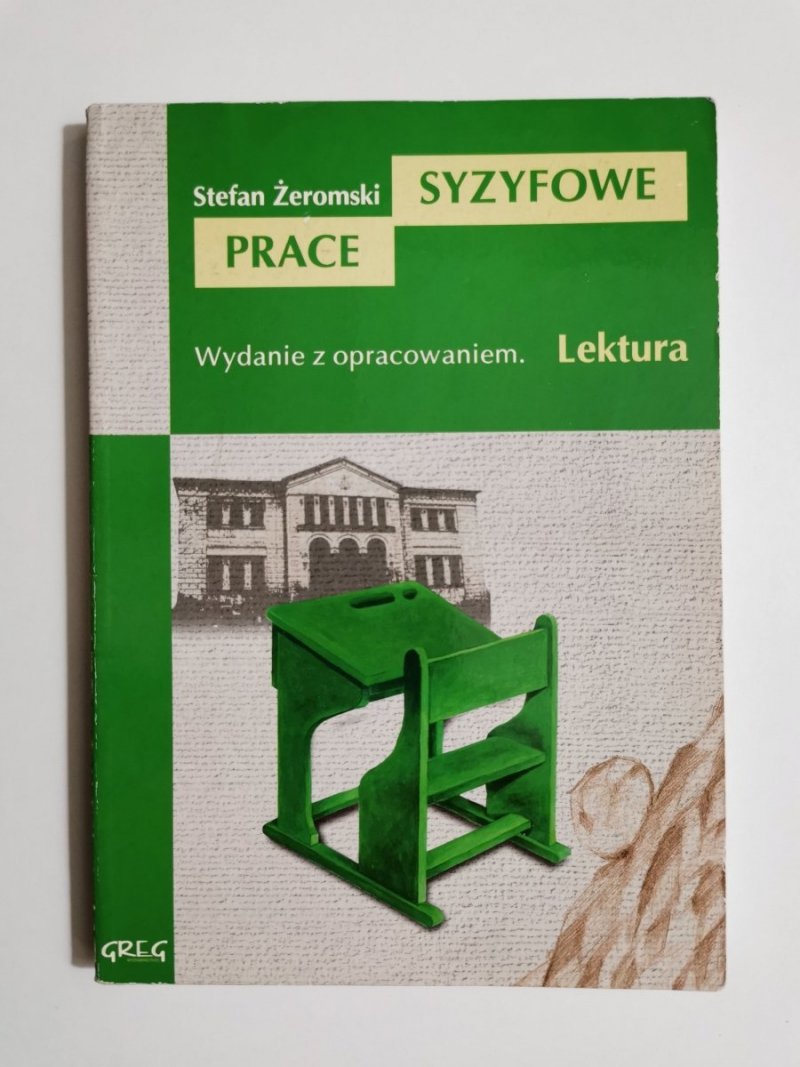 Stefan Żeromski SYZYFOWE
PRACE
Wydanie z opracowaniem. Lektura
GREG